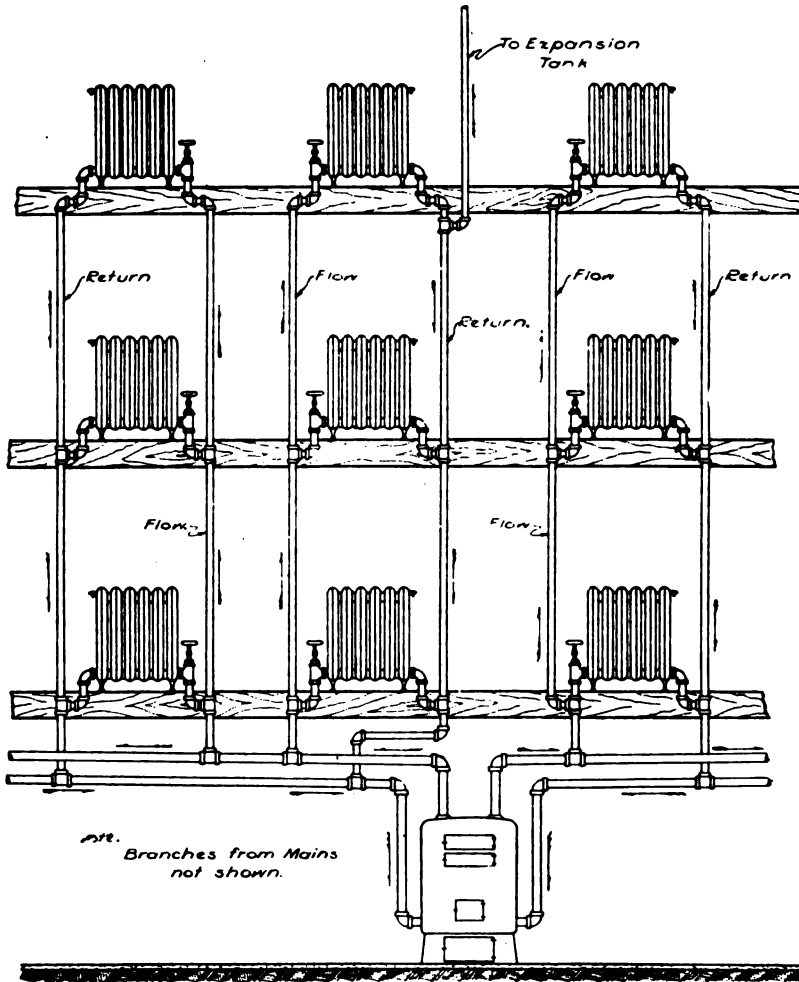 To Expansion
Tank
Return
Flow
Flow
Return
Return.
Flow
Flow
Branches from Mains
not shown.